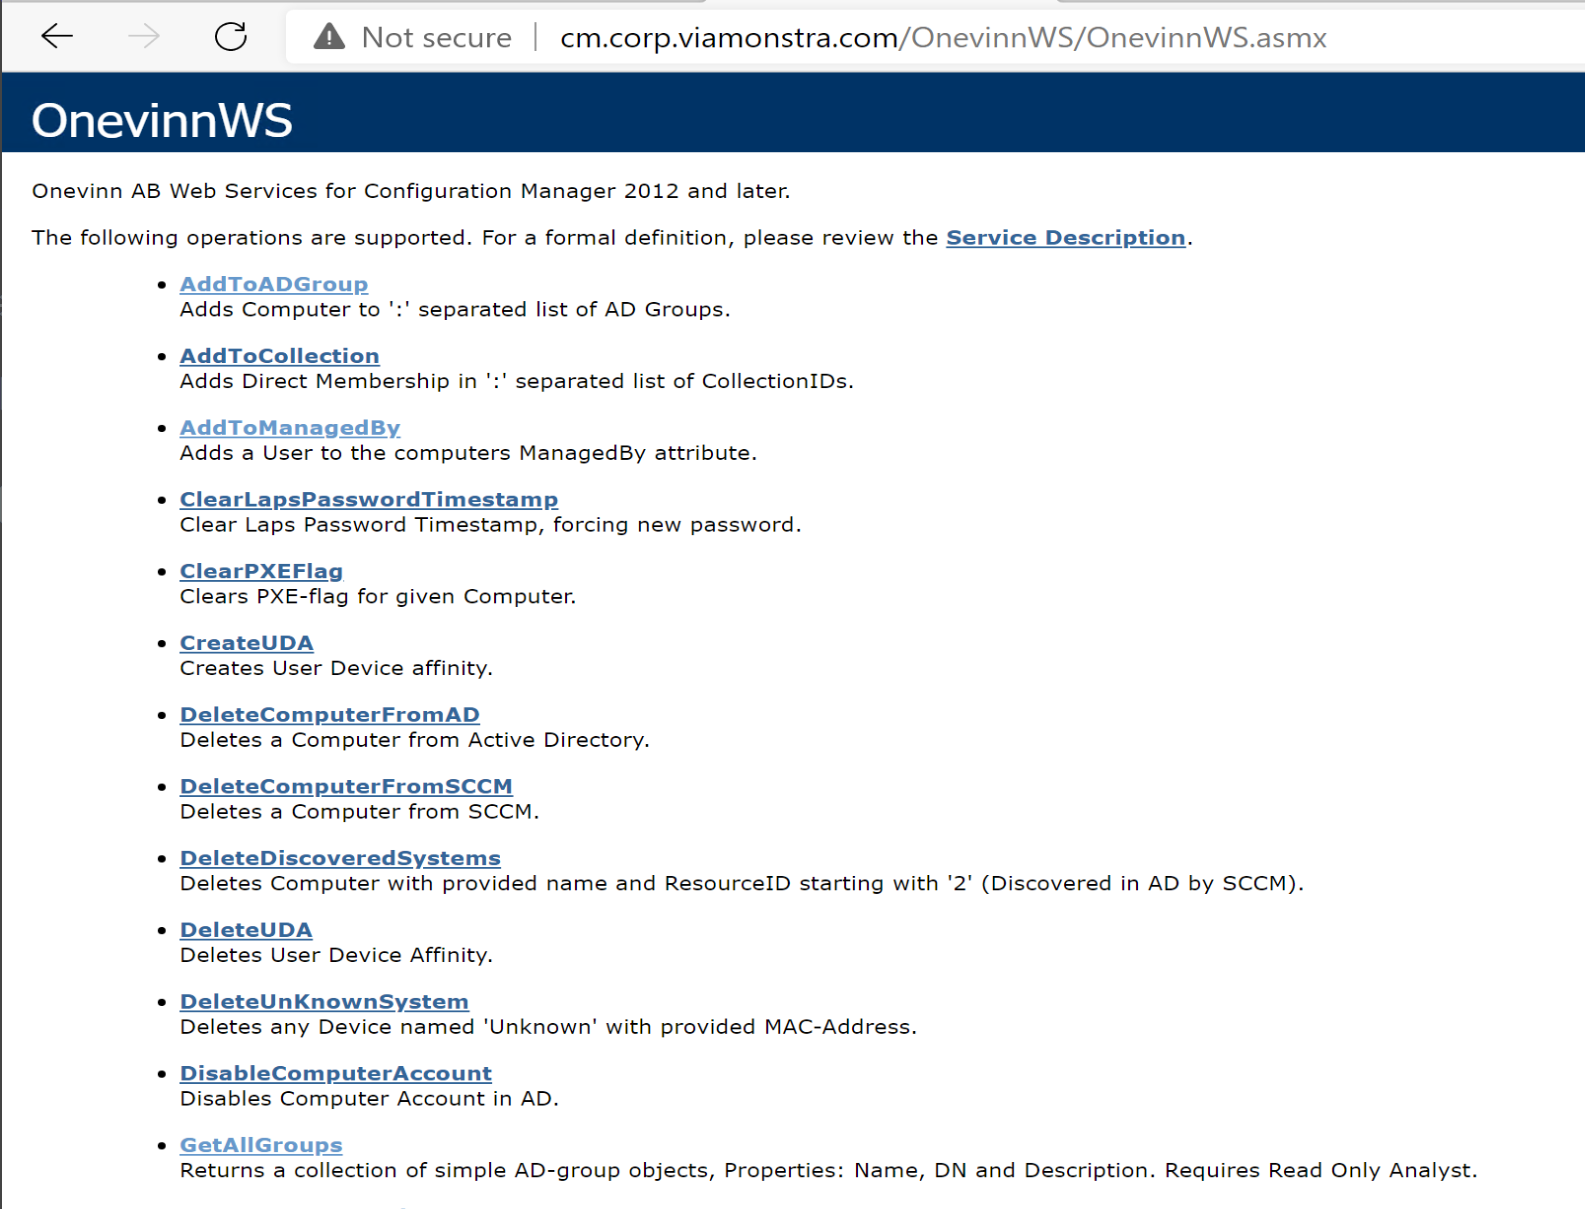 Not secure | cm.corp.viamonstra.com/OnevinnWS/OnevinnWS.asmx
OnevinnWS
Onevinn AB Web Services for Configuration Manager 2012 and later.
The following operations are supported. For a formal definition, please review the Service Description.
• AddToADGroup
Adds Computer to ':' separated list of AD Groups.
• AddToCollection
Adds Direct Membership in ':' separated list of CollectionIDs.
• AddToManagedBy
Adds a User to the computers ManagedBy attribute.
• ClearLapsPasswordTimestamp
Clear Laps Password Timestamp, forcing new password.
• ClearPXEFlag
Clears PXE-flag for given Computer.
• CreateUDA
Creates User Device affinity.
• DeleteComputerFromAD
Deletes a Computer from Active Directory.
• DeleteComputerFromSCCM
Deletes a Computer from SCCM.
• DeleteDiscoveredSystems
Deletes Computer with provided name and ResourceID starting with '2' (Discovered in AD by SCCM).
• DeleteUDA
Deletes User Device Affinity.
• DeleteUnKnownSystem
Deletes any Device named 'Unknown' with provided MAC-Address.
• DisableComputerAccount
Disables Computer Account in AD.
• GetAllGroups
Returns a collection of simple AD-group objects, Properties: Name, DN and Description. Requires Read Only Analyst.